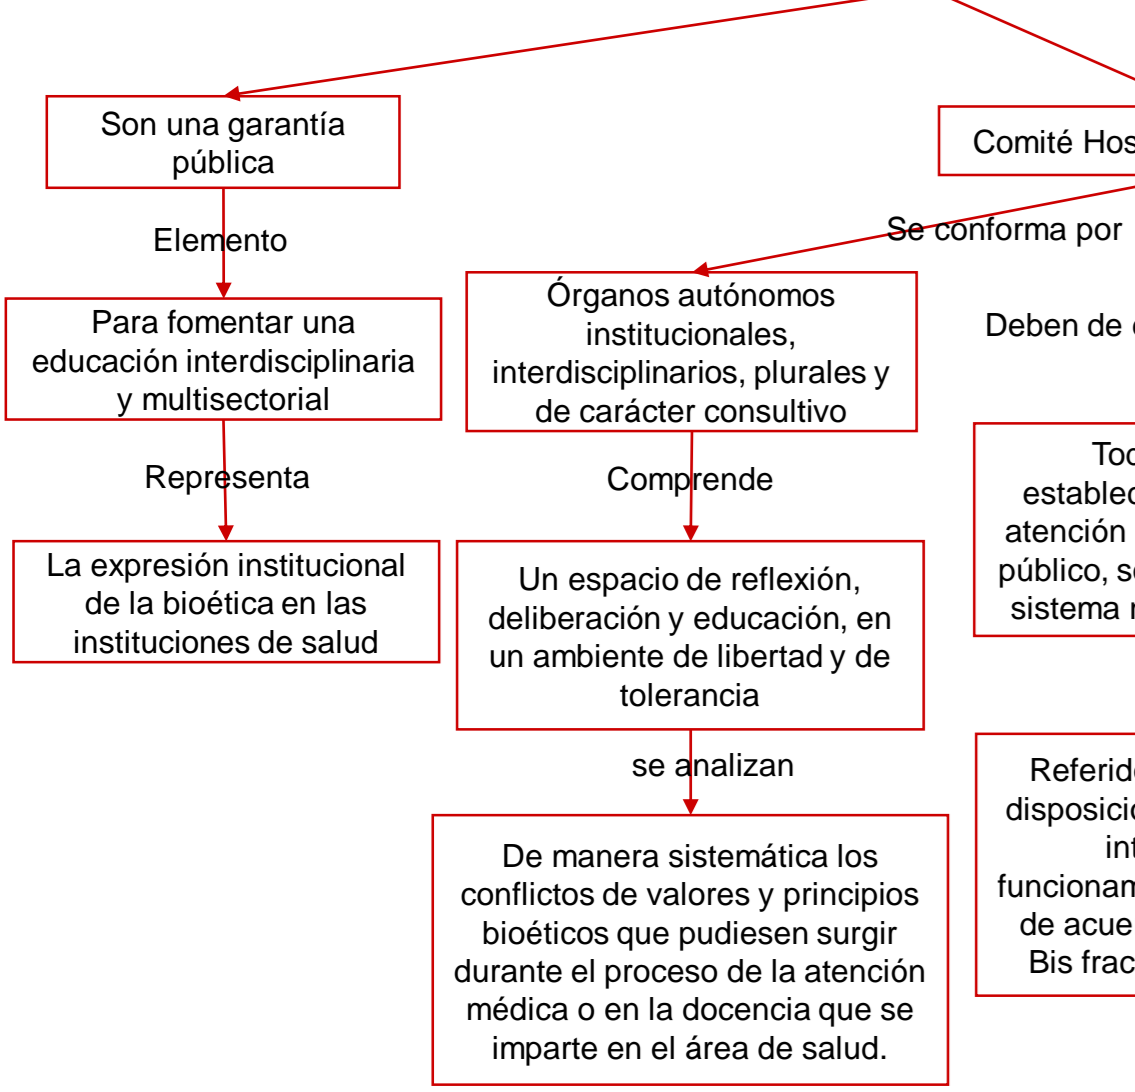 Son una garantía
pública
Elemento
Para fomentar una
educación interdisciplinaria
y multisectorial
Representa
La expresión institucional
de la bioética en las
instituciones de salud
Comité Hos
Se conforma por
Órganos autónomos
institucionales,
interdisciplinarios, plurales y
de carácter consultivo
Comprende
Un espacio de reflexión,
deliberación y educación, en
un ambiente de libertad y de
tolerancia
se analizan
De manera sistemática los
conflictos de valores y principios
bioéticos que pudiesen surgir
durante el proceso de la atención
médica o en la docencia que se
imparte en el área de salud.
Deben de
establec
atención
público, s
sistema
Referid
disposici
int
funcionam
de acue
Bis frac